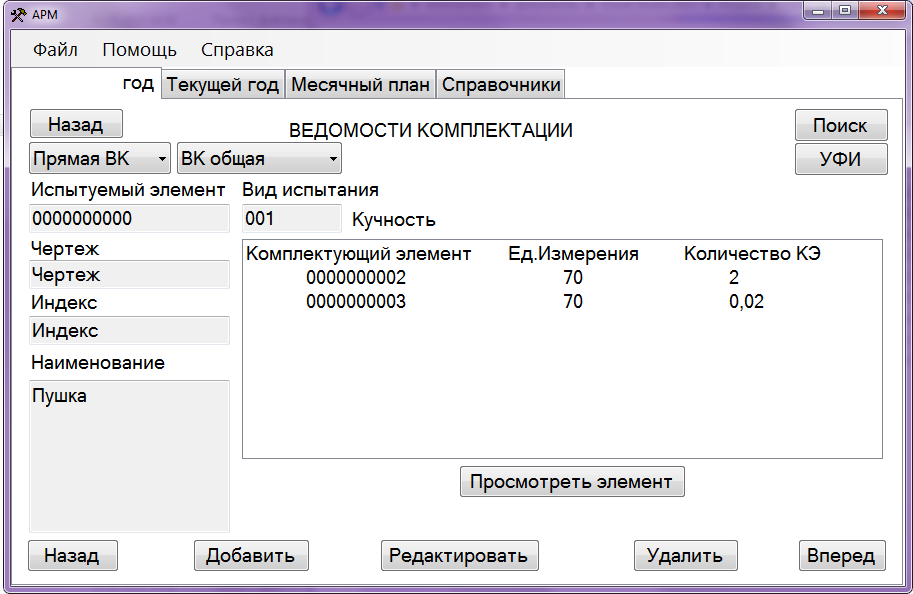 АРМ
Файл Помощь Справка
год Текущей год Месячный план Справочники
Назад ВЕДОМОСТИ КОМПЛЕКТАЦИИ Поиск
Прямая ВК ВК общая УФИ
Испытуемый элемент Вид испытания
0000000000 001 Кучность
Чертеж
Чертеж
Индекс
Индекс
Наименование
Пушка
Комплектующий элемент Ед.Измерения Количество КЭ
0000000002 70 2
0000000003 70 0,02
Просмотреть элемент
Назад Добавить Редактировать Удалить Вперед